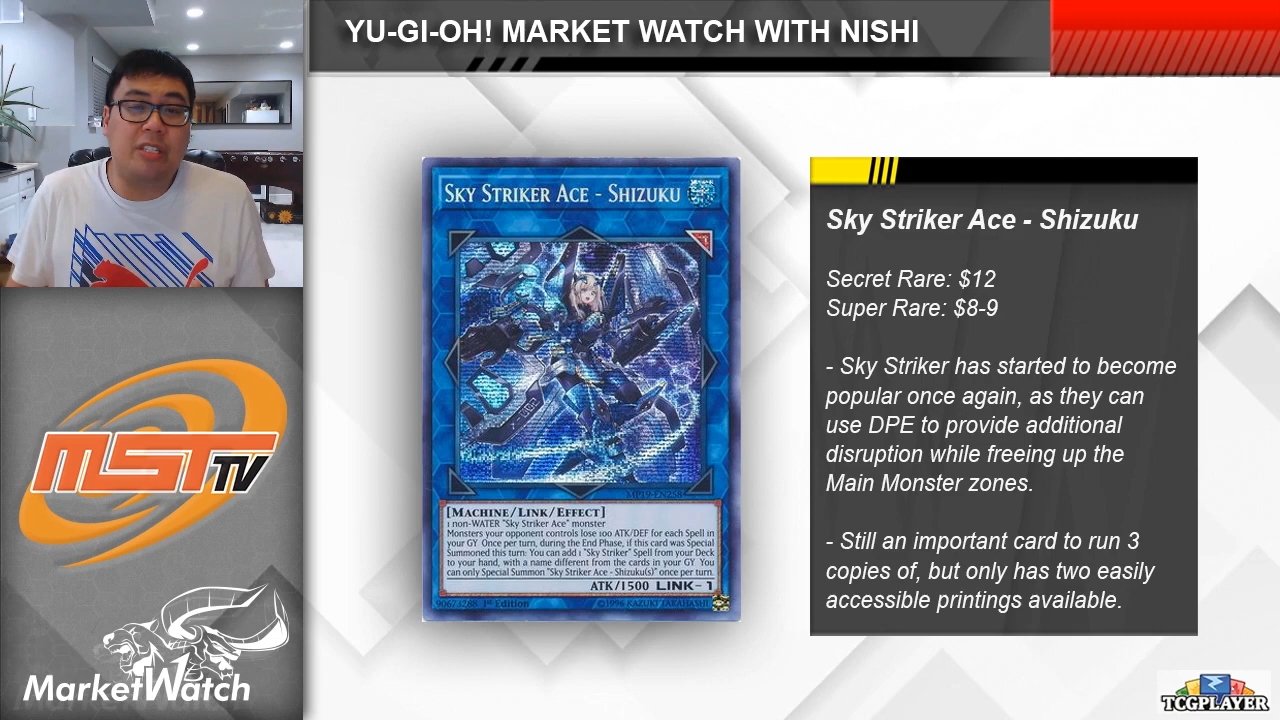 YU-GI-OH! MARKET WATCH WITH NISHI
SKY STRIKER ACE - SHIZUKU
MP19-EN258
[MACHINE/LINK/EFFECT]
1 non-WATER "Sky Striker Ace" monster
Monsters your opponent controls lose 100 ATK/DEF for each Spell in
your GY. Once per turn, during the End Phase, if this card was Special
Summoned this turn: You can add 1 "Sky Striker" Spell from your Deck
to your hand, with a name different from the cards in your GY. You
can only Special Summon "Sky Striker Ace - Shizuku(s)" once per turn.
ATK/1500 LINK-1
90673288 1st Edition
©1996 KAZUKI TAKAHASHI
Sky Striker Ace - Shizuku
Secret Rare: $12
Super Rare: $8-9
- Sky Striker has started to become
popular once again, as they can
use DPE to provide additional
disruption while freeing up the
Main Monster zones.
- Still an important card to run 3
copies of, but only has two easily
accessible printings available.
MST TV
MarketWatch
TCGPLAYER